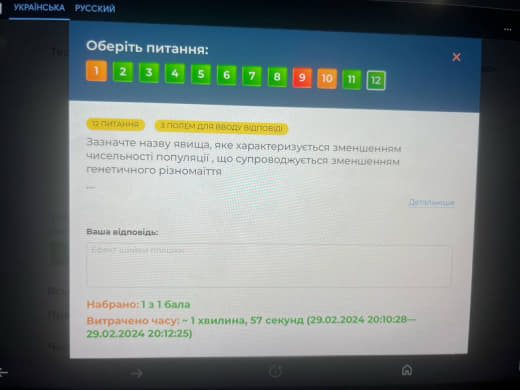 УКРАЇНСЬКА РУССКИЙ
Оберіть питання:
1 2 3 4 5 6 7 8 9 10 11 12
12 ПИТАННЯ З ПОЛЕМ ДЛЯ ВВОДУ ВІДПОВІДІ
Зазначте назву явища, яке характеризується зменшенням
чисельності популяції , що супроводжується зменшенням
генетичного різномаїття
...
Детальніше
Ваша відповідь:
Ефект шийки пляшки
Набрано: 1 з 1 бала
Витрачено часу: ~ 1 хвилина, 57 секунд (29.02.2024 20:10:28—
29.02.2024 20:12:25)